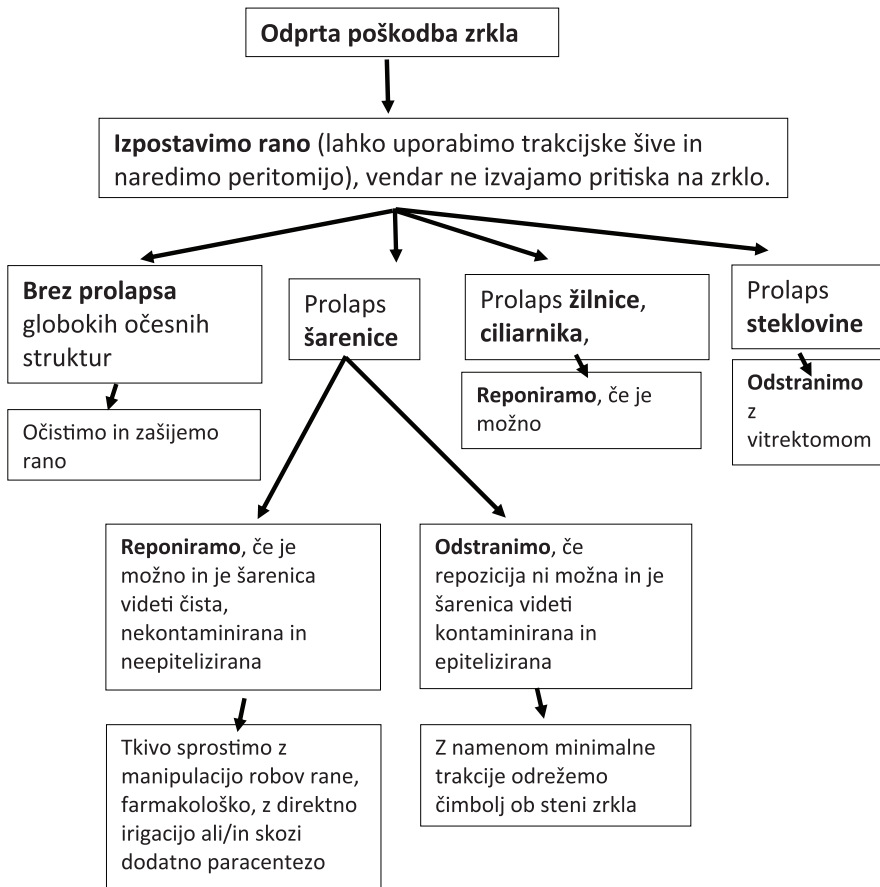 Odprta poškodba zrkla
Izpostavimo rano (lahko uporabimo trakcijske šive in
naredimo peritomijo), vendar ne izvajamo pritiska na zrklo.
Brez prolapsa
globokih očesnih
struktur
Očistimo in zašijemo
rano
Prolaps
šarenice
Prolaps žilnice,
ciliarnika,
Reponiramo, če je
možno
Prolaps
steklovine
Odstranimo
z
vitrektomom
Reponiramo, če je
možno in je šarenica
videti čista,
nekontaminirana in
neepitelizirana
Odstranimo, če
repozicija ni možna in je
šarenica videti
kontaminirana in
epitelizirana
Tkivo sprostimo z
manipulacijo robov rane,
farmakološko, z direktno
irigacijo ali/in skozi
dodatno paracentezo
Z namenom minimalne
trakcije odrežemo
čimbolj ob steni zrkla